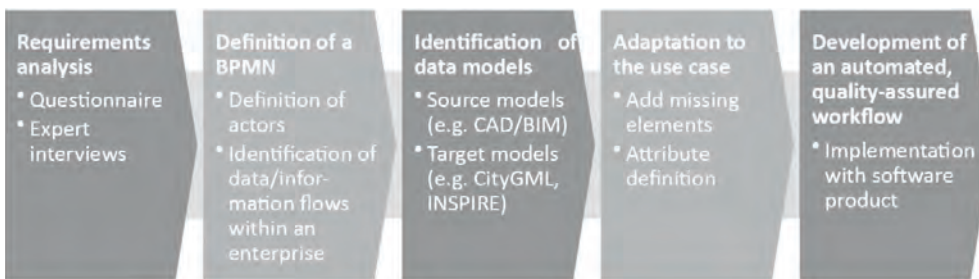 Requirements
analysis
• Questionnaire
• Expert
interviews
Definition of a
BPMN
• Definition of
actors
• Identification of
data/infor-
mation flows
within an
enterprise
Identification of
data models
• Source models
(e.g. CAD/BIM)
• Target models
(e.g. CityGML,
INSPIRE)
Adaptation to
the use case
• Add missing
elements
• Attribute
definition
Development of
an automated,
quality-assured
workflow
• Implementation
with software
product